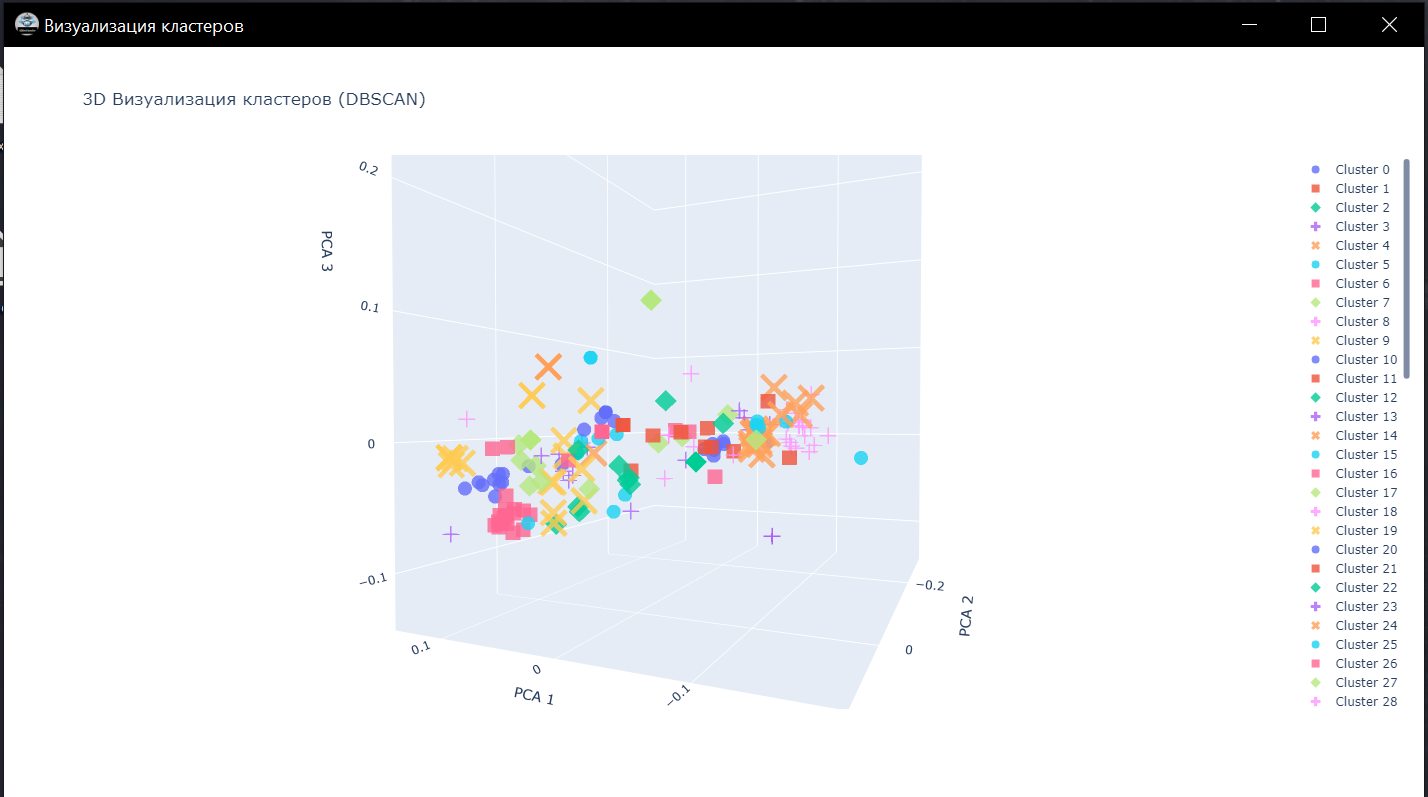 Визуализация кластеров
3D Визуализация кластеров (DBSCAN)
0.2
PCA 3
0.1
0
−0.1
0.1
0
PCA 1
−0.1
−0.2
PCA 2
0
Cluster 0
Cluster 1
Cluster 2
Cluster 3
Cluster 4
Cluster 5
Cluster 6
Cluster 7
Cluster 8
Cluster 9
Cluster 10
Cluster 11
Cluster 12
Cluster 13
Cluster 14
Cluster 15
Cluster 16
Cluster 17
Cluster 18
Cluster 19
Cluster 20
Cluster 21
Cluster 22
Cluster 23
Cluster 24
Cluster 25
Cluster 26
Cluster 27
Cluster 28